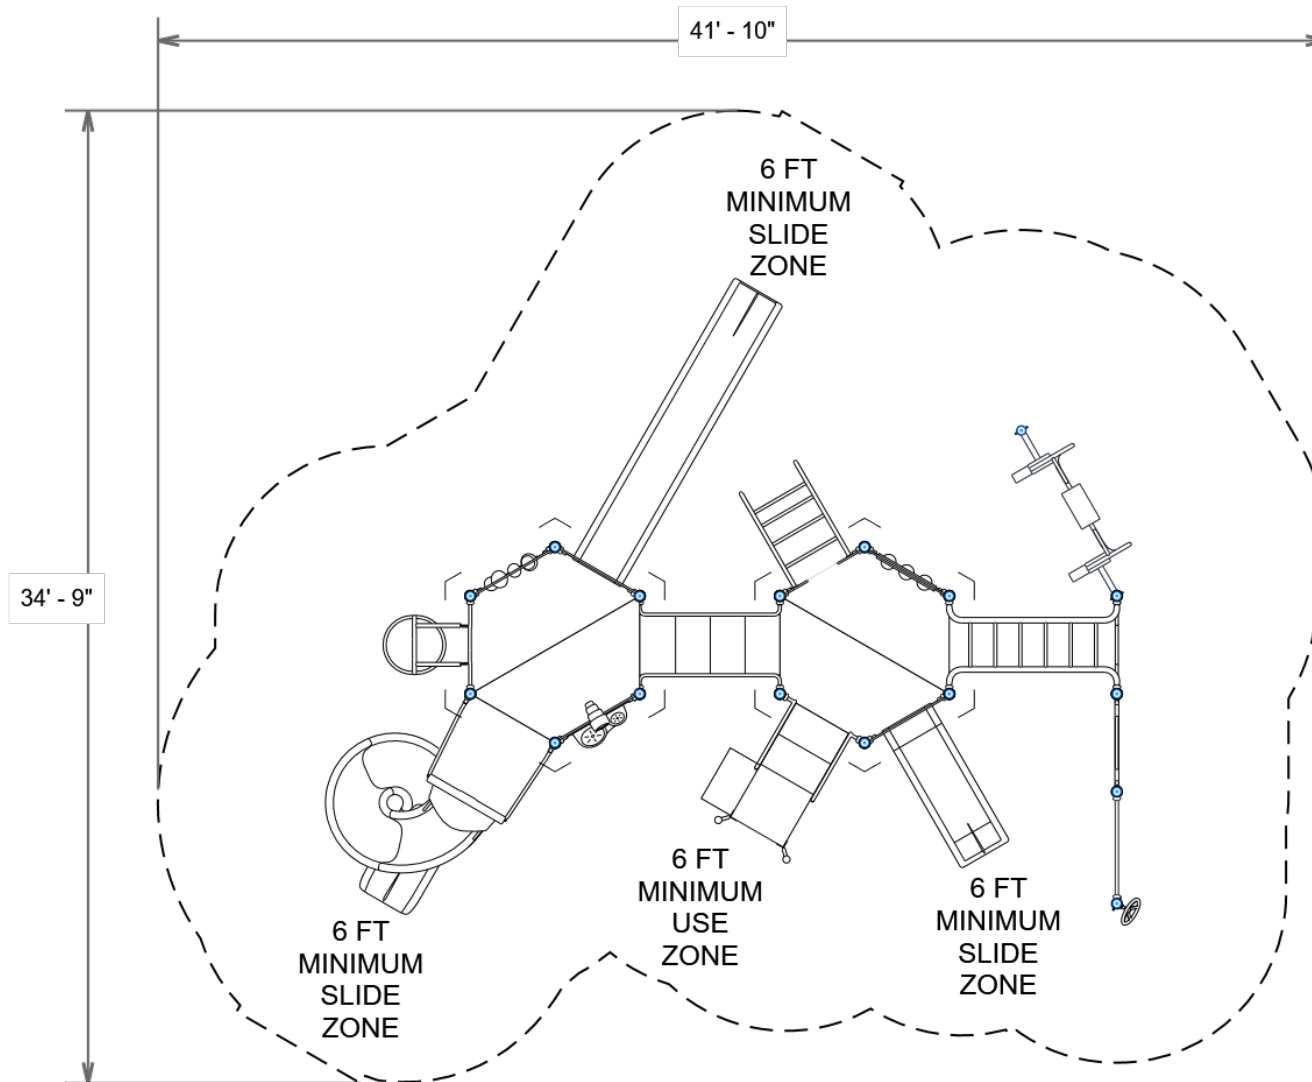 41' - 10"
6 FT
MINIMUM
SLIDE
ZONE
34' - 9"
6 FT
MINIMUM
USE
ZONE
6 FT
MINIMUM
SLIDE
ZONE
6 FT
MINIMUM
SLIDE
ZONE